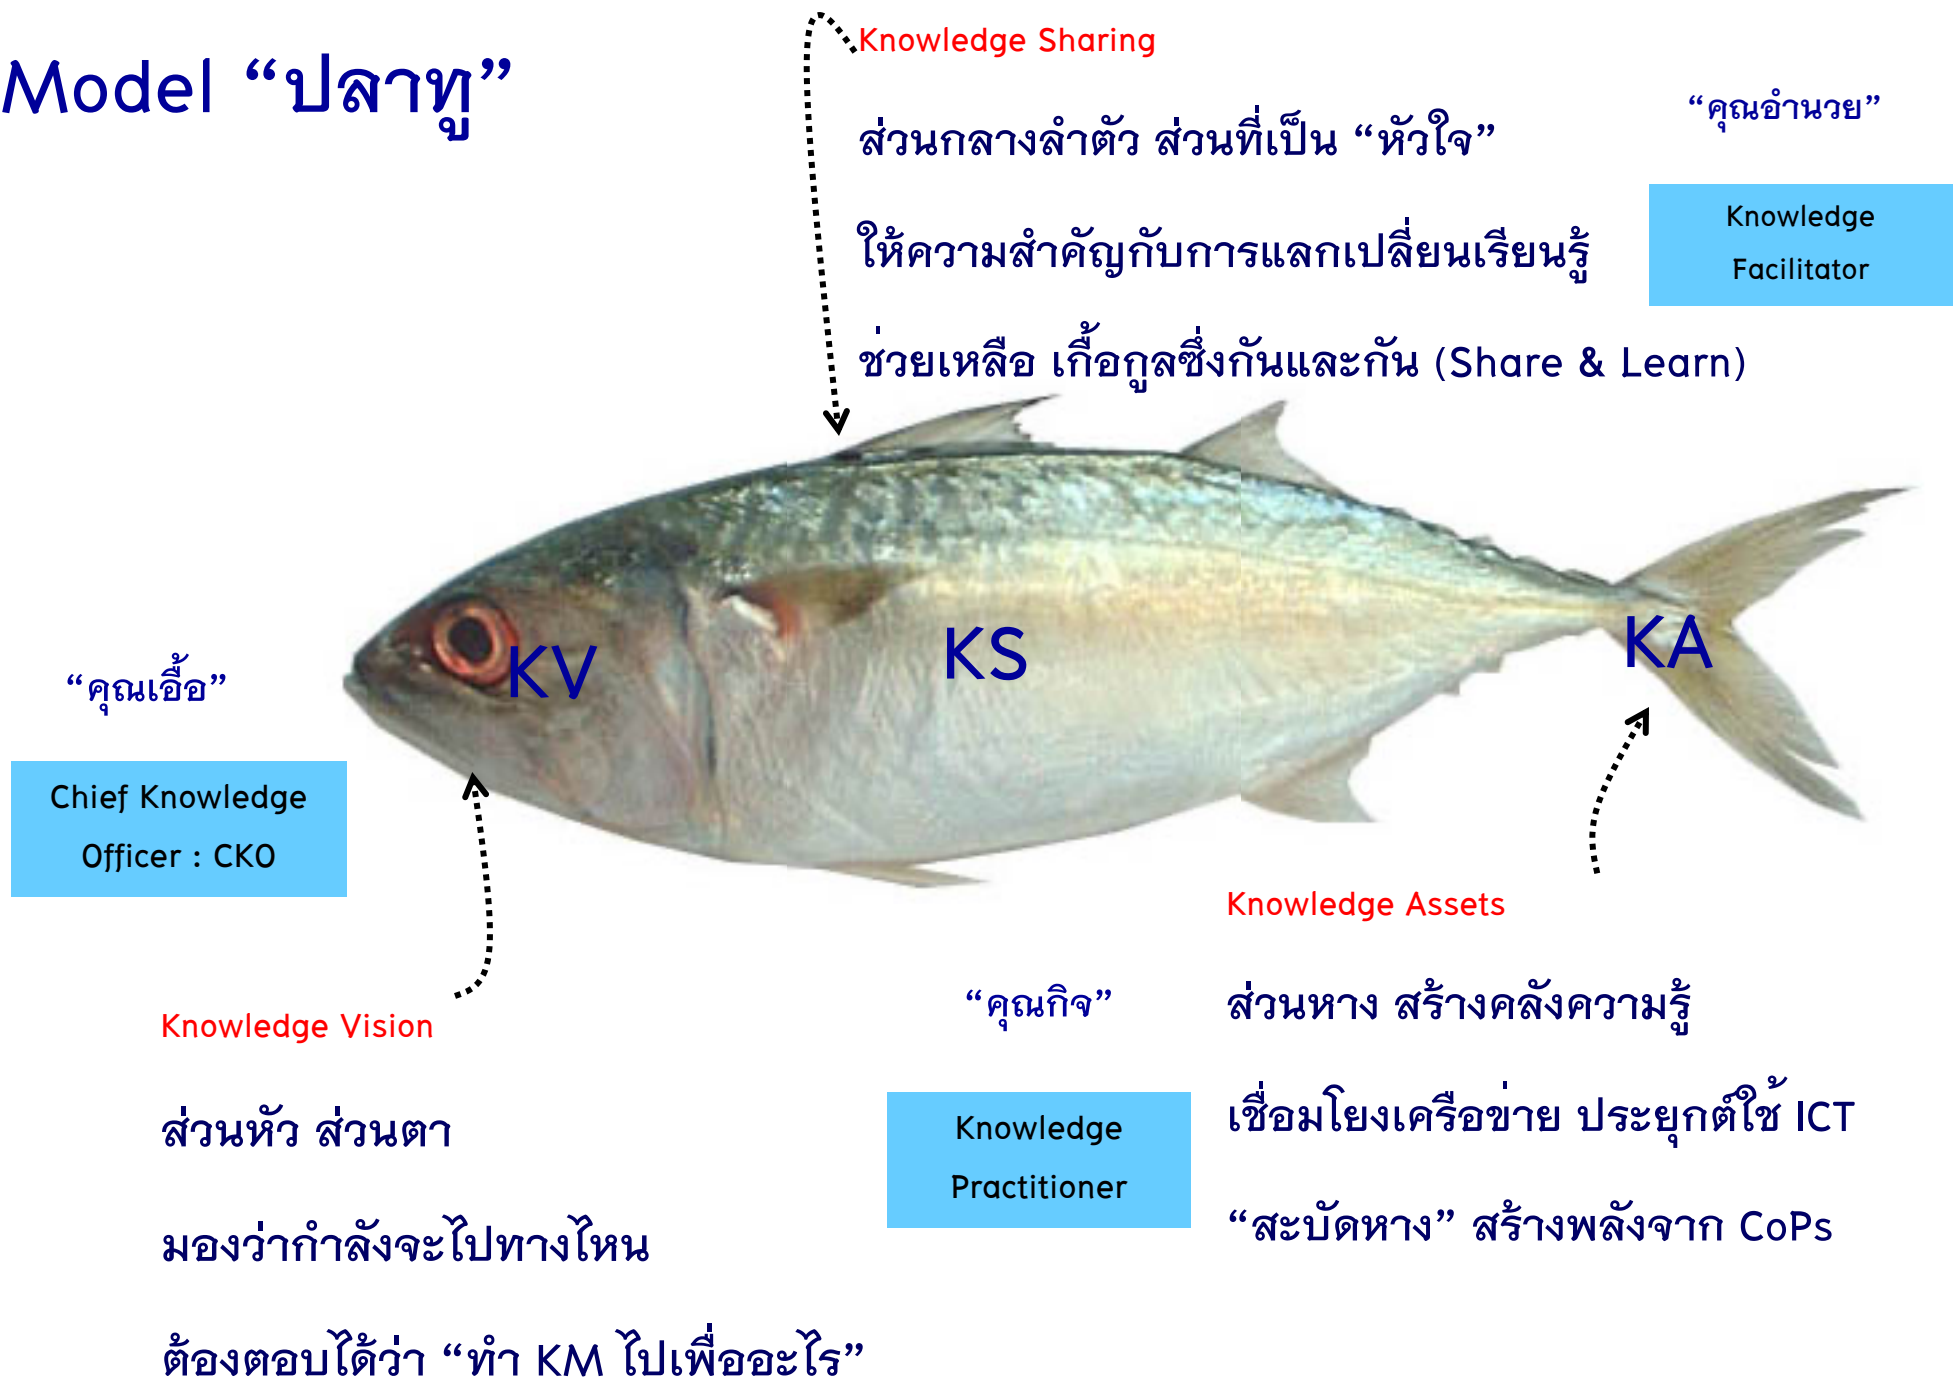 Model “ปลาทู”
Knowledge Sharing
ส่วนกลางลำตัว ส่วนที่เป็น “หัวใจ”
ให้ความสำคัญกับการแลกเปลี่ยนเรียนรู้
ช่วยเหลือ เกื้อกูลซึ่งกันและกัน (Share & Learn)
“คุณอำนวย”
Knowledge
Facilitator
KV
KS
KA
“คุณเอื้อ”
Chief Knowledge
Officer : CKO
Knowledge Vision
ส่วนหัว ส่วนตา
มองว่ากำลังจะไปทางไหน
ต้องตอบได้ว่า “ทำ KM ไปเพื่ออะไร”
“คุณกิจ”
Knowledge
Practitioner
Knowledge Assets
ส่วนหาง สร้างคลังความรู้
เชื่อมโยงเครือข่าย ประยุกต์ใช้ ICT
“สะบัดหาง” สร้างพลังจาก CoPs